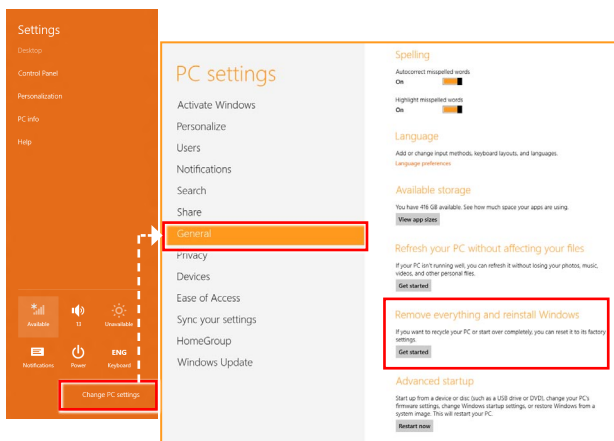 Settings
Desktop
Control Panel
Personalization
PC info
Help
Available
13
Unavailable
Notifications
Power
ENG
Keyboard
Change PC settings
PC settings
Activate Windows
Personalize
Users
Notifications
Search
Share
General
Privacy
Devices
Ease of Access
Sync your settings
HomeGroup
Windows Update
Spelling
Autocorrect misspelled words
On
Highlight misspelled words
On
Language
Add or change input methods, keyboard layouts, and languages.
Language preferences
Available storage
You have 416 GB available. See how much space your apps are using.
View app sizes
Refresh your PC without affecting your files
If your PC isn't running well, you can refresh it without losing your photos, music,
videos, and other personal files.
Get started
Remove everything and reinstall Windows
If you want to recycle your PC or start over completely, you can reset it to its factory
settings.
Get started
Advanced startup
Start up from a device or disc (such as a USB drive or DVD), change your PC's
firmware settings, change Windows startup settings, or restore Windows from a
system image. This will restart your PC.
Restart now